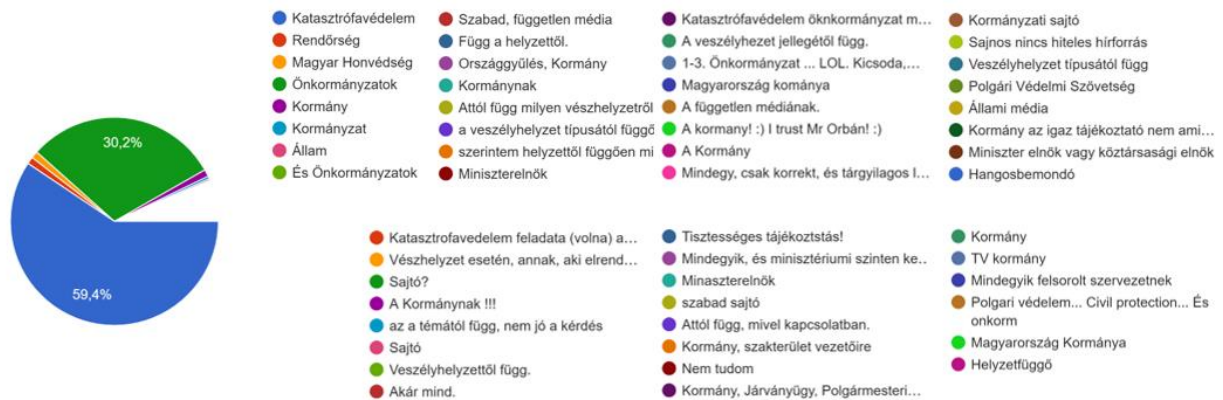 30,2%
59,4%
Katasztrófavédelem
Rendőrség
Magyar Honvédség
Önkormányzatok
Kormány
Kormányzat
Állam
És Önkormányzatok
Szabad, független média
Függ a helyzettől.
Országgyűlés, Kormány
Kormánynak
Attól függ milyen vészhelyzetről
a veszélyhelyzet típusától függő
szerintem helyzettől függően mi
Miniszterelnök
Katasztrófavédelem öknkormányzat m…
A veszélyhezet jellegétől függ.
1-3. Önkormányzat ... LOL. Kicsoda,…
Magyarország kománya
A független médiának.
A kormany! :) I trust Mr Orbán! :)
A Kormány
Mindegy, csak korrekt, és tárgyilagos l…
Kormányzati sajtó
Sajnos nincs hiteles hírforrás
Veszélyhelyzet típusától függ
Polgári Védelmi Szövetség
Állami média
Kormány az igaz tájékoztató nem ami…
Miniszter elnök vagy köztársasági elnök
Hangosbemondó
Katasztrofavedelem feladata (volna) a…
Vészhelyzet esetén, annak, aki elrend…
Sajtó?
A Kormánynak !!!
az a témától függ, nem jó a kérdés
Sajtó
Veszélyhelyzettől függ.
Akár mind.
Tisztességes tájékoztstás!
Mindegyik, és minisztériumi szinten ke…
Minaszterelnök
szabad sajtó
Attól függ, mivel kapcsolatban.
Kormány, szakterület vezetőire
Nem tudom
Kormány, Járványügy, Polgármesteri…
Kormány
TV kormány
Mindegyik felsorolt szervezetnek
Polgari védelem... Civil protection... És
onkorm
Magyarország Kormánya
Helyzetfüggő